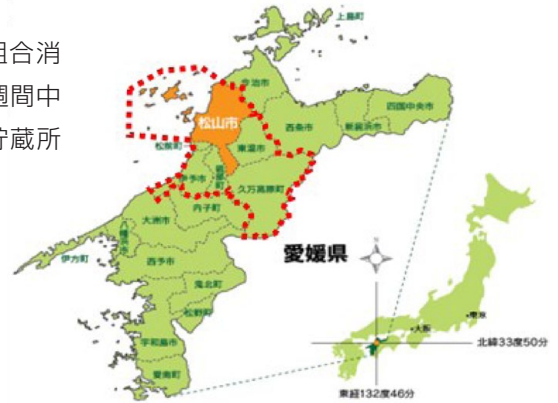 組合消
週間中
貯蔵所
上島町
今治市
松山市
西条市
新居浜市
四国中央市
東温市
松前町
砥部町
伊予市
久万高原町
内子町
大洲市
八幡浜市
伊方町
西予市
鬼北町
松野町
宇和島市
愛南町
愛媛県
N
東京
大阪
北緯33度50分
東経132度46分